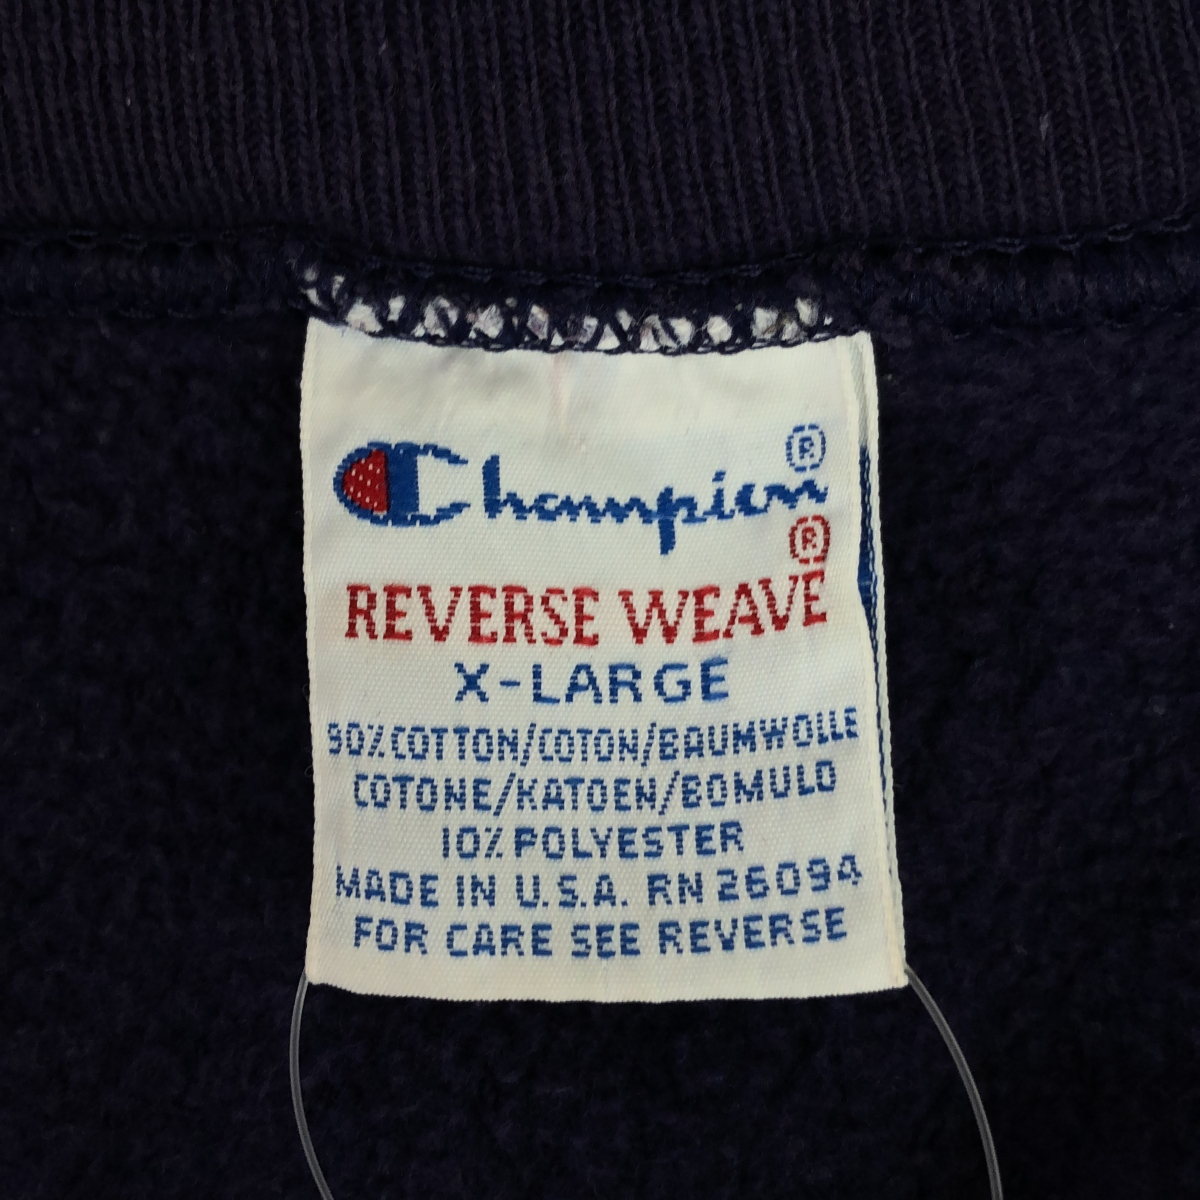 Champion®
®
REVERSE WEAVE
X-LARGE
90% COTTON/COTON/BAUMWOLLE
COTONE/KATOEN/BOMULD
10% POLYESTER
MADE IN U.S.A. RN 26094
FOR CARE SEE REVERSE